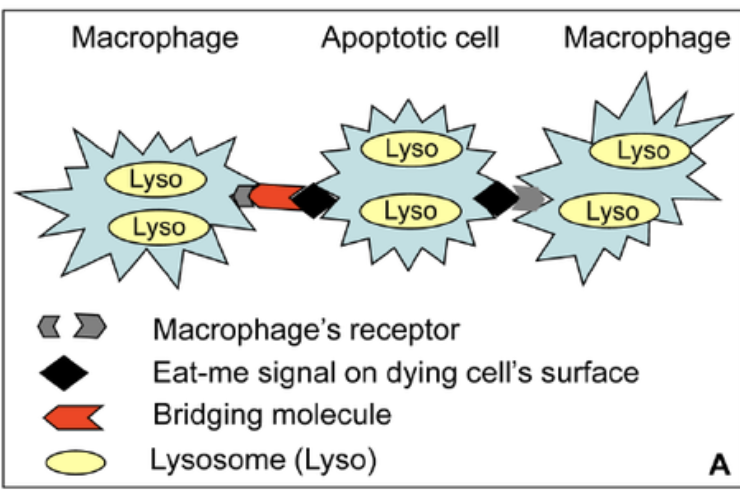 Macrophage Apoptotic cell Macrophage
Lyso Lyso Lyso
Lyso Lyso Lyso
Macrophage's receptor
Eat-me signal on dying cell's surface
Bridging molecule
Lysosome (Lyso)
A